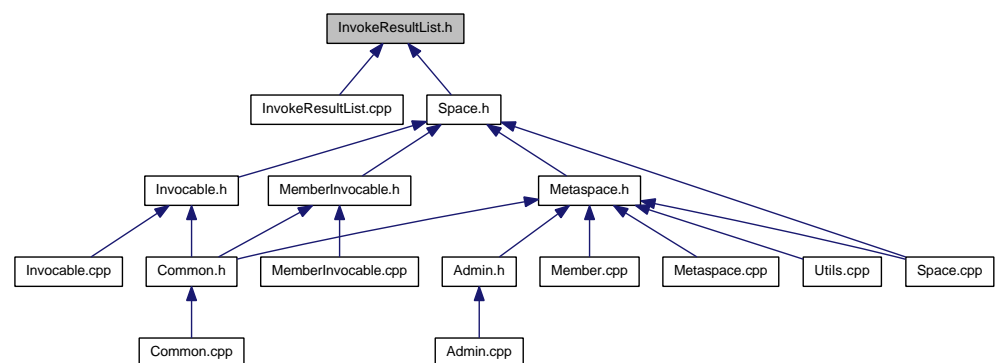 InvokeResultList.h
InvokeResultList.cpp
Space.h
Invocable.h
MemberInvocable.h
Metaspace.h
Invocable.cpp
Common.h
MemberInvocable.cpp
Admin.h
Member.cpp
Metaspace.cpp
Utils.cpp
Space.cpp
Common.cpp
Admin.cpp